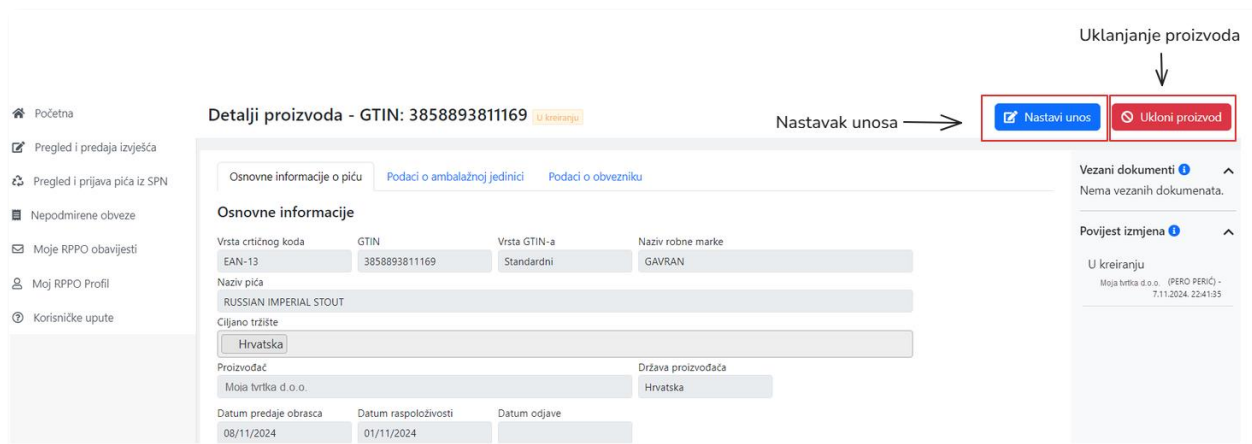 Uklanjanje proizvoda
Početna
Detalji proizvoda - GTIN: 3858893811169 U kreiranju
Nastavak unosa
Nastavi unos
Ukloni proizvod
Pregled i predaja izvješća
Pregled i prijava pića iz SPN
Nepodmirene obveze
Moje RPPO obavijesti
Moj RPPO Profil
Korisničke upute
Osnovne informacije o piću Podaci o ambalažnoj jedinici Podaci o obvezniku
Osnovne informacije
Vrsta crtičnog koda GTIN Vrsta GTIN-a Naziv robne marke
EAN-13 3858893811169 Standardni GAVRAN
Naziv pića
RUSSIAN IMPERIAL STOUT
Ciljano tržište
Hrvatska
Proizvođač Država proizvođača
Moja tvrtka d.o.o. Hrvatska
Datum predaje obrasca Datum raspoloživosti Datum odjave
08/11/2024 01/11/2024
Vezani dokumenti
Nema vezanih dokumenata.
Povijest izmjena
U kreiranju
Moja tvrtka d.o.o. (PERO PERIĆ) -
7.11.2024. 22:41:35